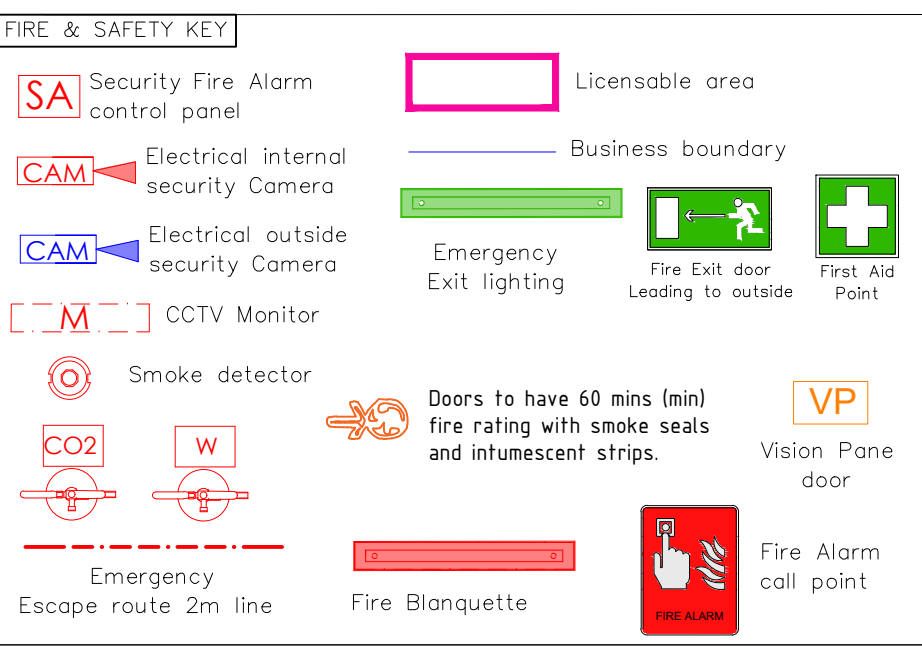 FIRE & SAFETY KEY
SA
Security Fire Alarm
control panel
CAM
Electrical internal
security Camera
CAM
Electrical outside
security Camera
M
CCTV Monitor
Smoke detector
CO2
W
Emergency
Escape route 2m line
Licensable area
Business boundary
Emergency
Exit lighting
Fire Exit door
Leading to outside
First Aid
Point
Doors to have 60 mins (min)
fire rating with smoke seals
and intumescent strips.
VP
Vision Pane
door
Fire Blanquette
FIRE ALARM
Fire Alarm
call point